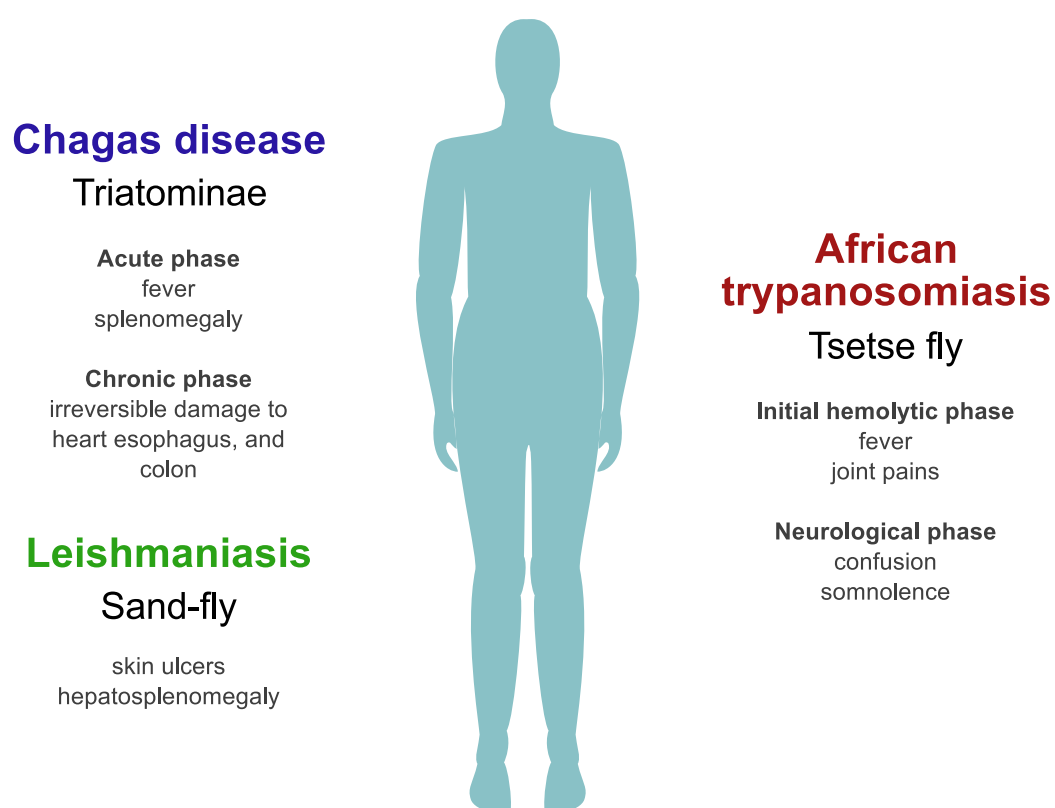 Chagas disease
Triatominae
Acute phase
fever
splenomegaly
Chronic phase
irreversible damage to
heart esophagus, and
colon
Leishmaniasis
Sand-fly
skin ulcers
hepatosplenomegaly
African
trypanosomiasis
Tsetse fly
Initial hemolytic phase
fever
joint pains
Neurological phase
confusion
somnolence